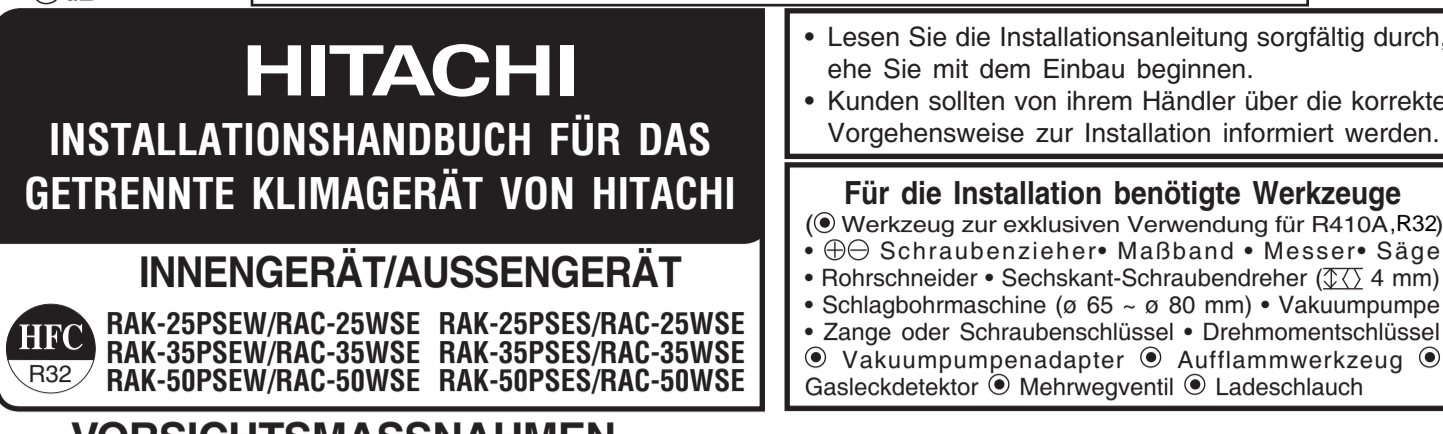 HITACHI
INSTALLATIONSHANDBUCH FÜR DAS
GETRENNTE KLIMAGERÄT VON HITACHI
INNENGERÄT/AUSSENGERÄT
HFC
R32
RAK-25PSEW/RAC-25WSE RAK-25PSES/RAC-25WSE
RAK-35PSEW/RAC-35WSE RAK-35PSES/RAC-35WSE
RAK-50PSEW/RAC-50WSE RAK-50PSES/RAC-50WSE
• Lesen Sie die Installationsanleitung sorgfältig durch,
ehe Sie mit dem Einbau beginnen.
• Kunden sollten von ihrem Händler über die korrekte
Vorgehensweise zur Installation informiert werden.
Für die Installation benötigte Werkzeuge
(◉ Werkzeug zur exklusiven Verwendung für R410A,R32)
• ⊕⊖ Schraubenzieher• Maßband • Messer• Säge
• Rohrschneider • Sechskant-Schraubendreher (4 mm)
• Schlagbohrmaschine (ø 65 ~ ø 80 mm) • Vakuumpumpe
• Zange oder Schraubenschlüssel • Drehmomentschlüssel
◉ Vakuumpumpenadapter ◉ Aufflammwerkzeug ◉
Gasleckdetektor ◉ Mehrwegventil ◉ Ladeschlauch
VORSICHTSMASSNAHMEN